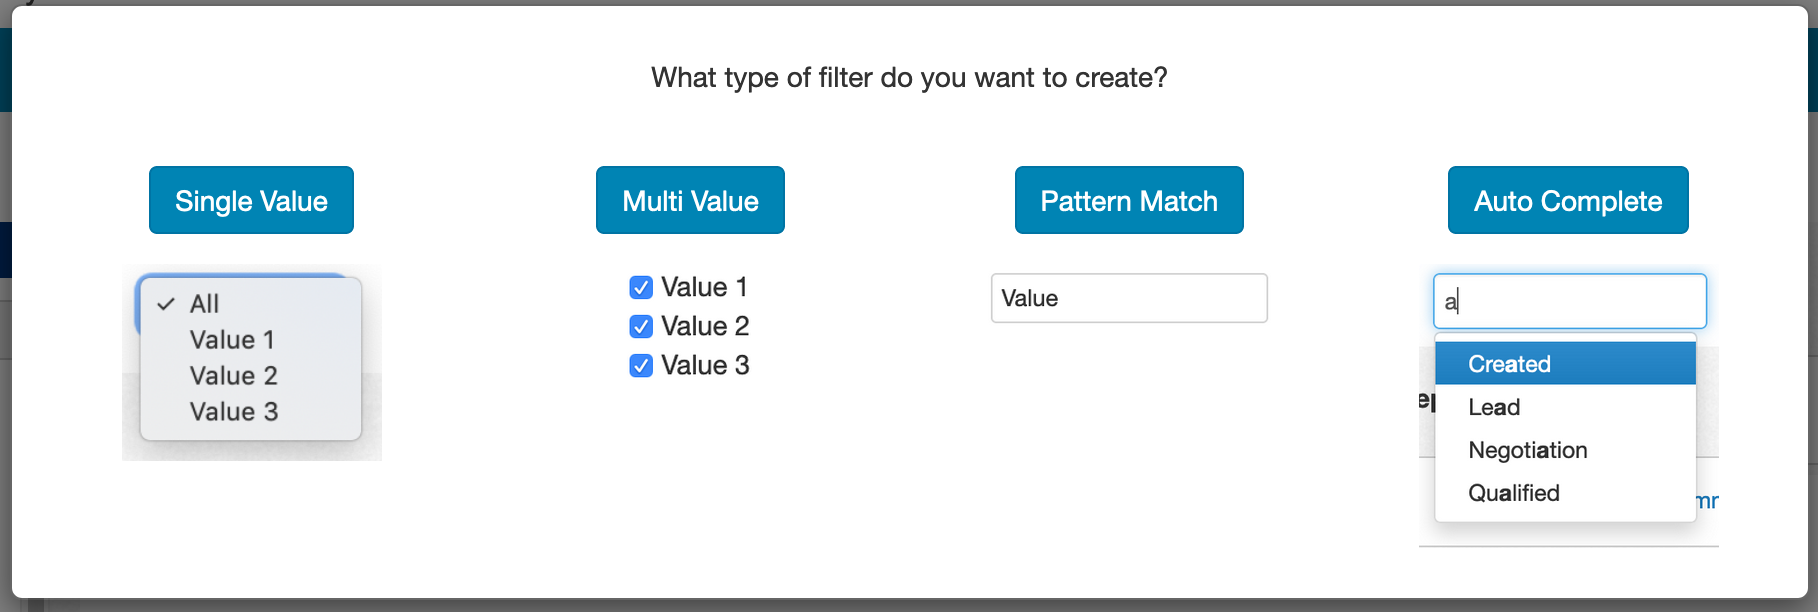 What type of filter do you want to create?
Single Value
Multi Value
Pattern Match
Auto Complete
All
Value 1
Value 2
Value 3
Value 1
Value 2
Value 3
Value
a
Created
Lead
Negotiation
Qualified